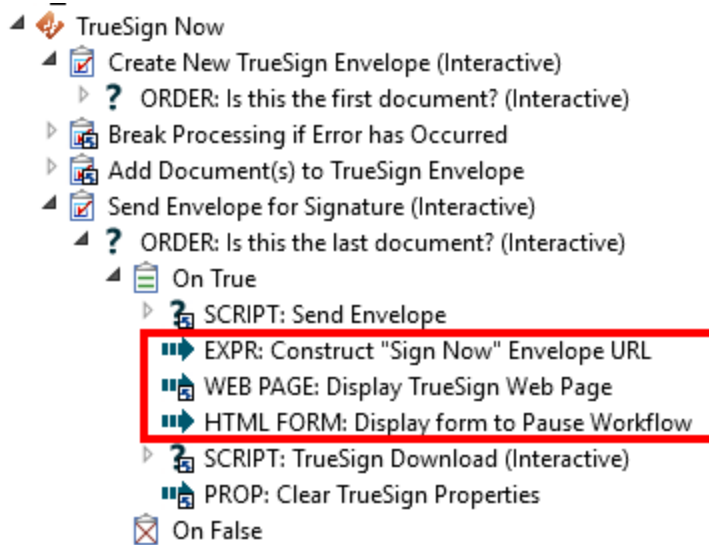 TrueSign Now
Create New TrueSign Envelope (Interactive)
? ORDER: Is this the first document? (Interactive)
Break Processing if Error has Occurred
Add Document(s) to TrueSign Envelope
Send Envelope for Signature (Interactive)
? ORDER: Is this the last document? (Interactive)
On True
SCRIPT: Send Envelope
EXPR: Construct "Sign Now" Envelope URL
WEB PAGE: Display TrueSign Web Page
HTML FORM: Display form to Pause Workflow
SCRIPT: TrueSign Download (Interactive)
PROP: Clear TrueSign Properties
On False